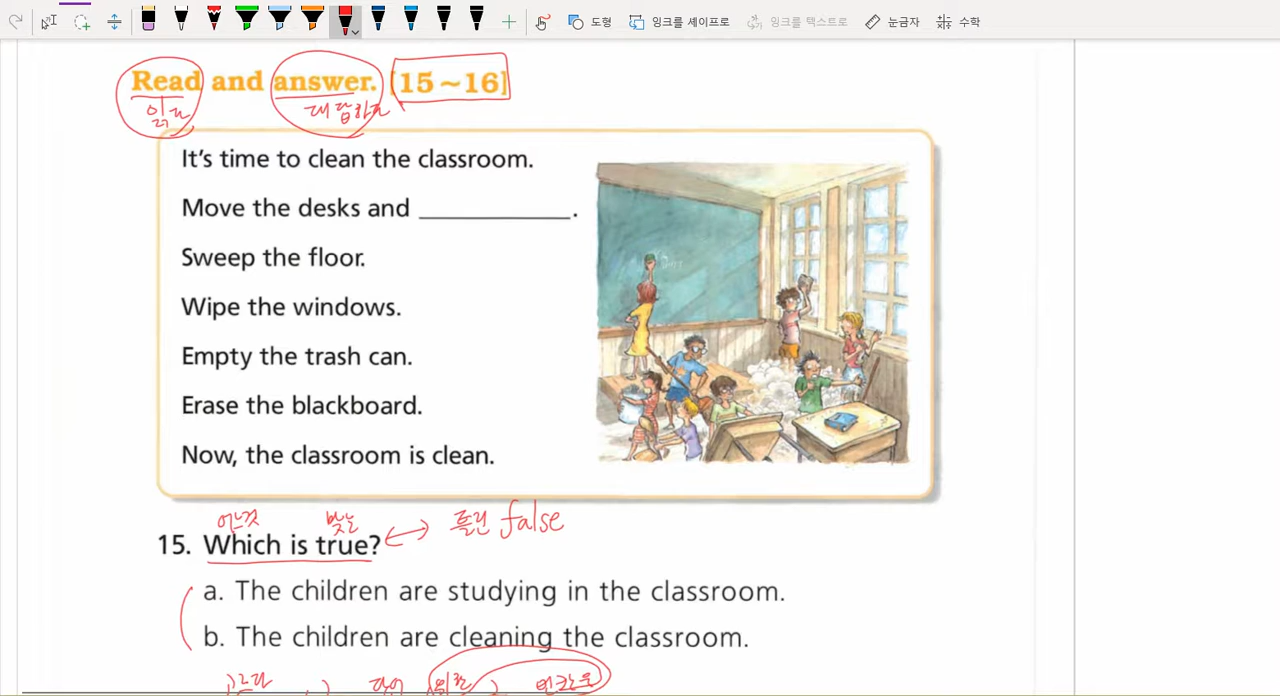 도형 잉크를 셰이프로 잉크를 텍스트로 눈금자 수학
Read and answer. [15~16]
읽고 대답하고
It's time to clean the classroom.
Move the desks and ____________.
Sweep the floor.
Wipe the windows.
Empty the trash can.
Erase the blackboard.
Now, the classroom is clean.
어느것 맞는 틀린 false
15. Which is true?
a. The children are studying in the classroom.
b. The children are cleaning the classroom.